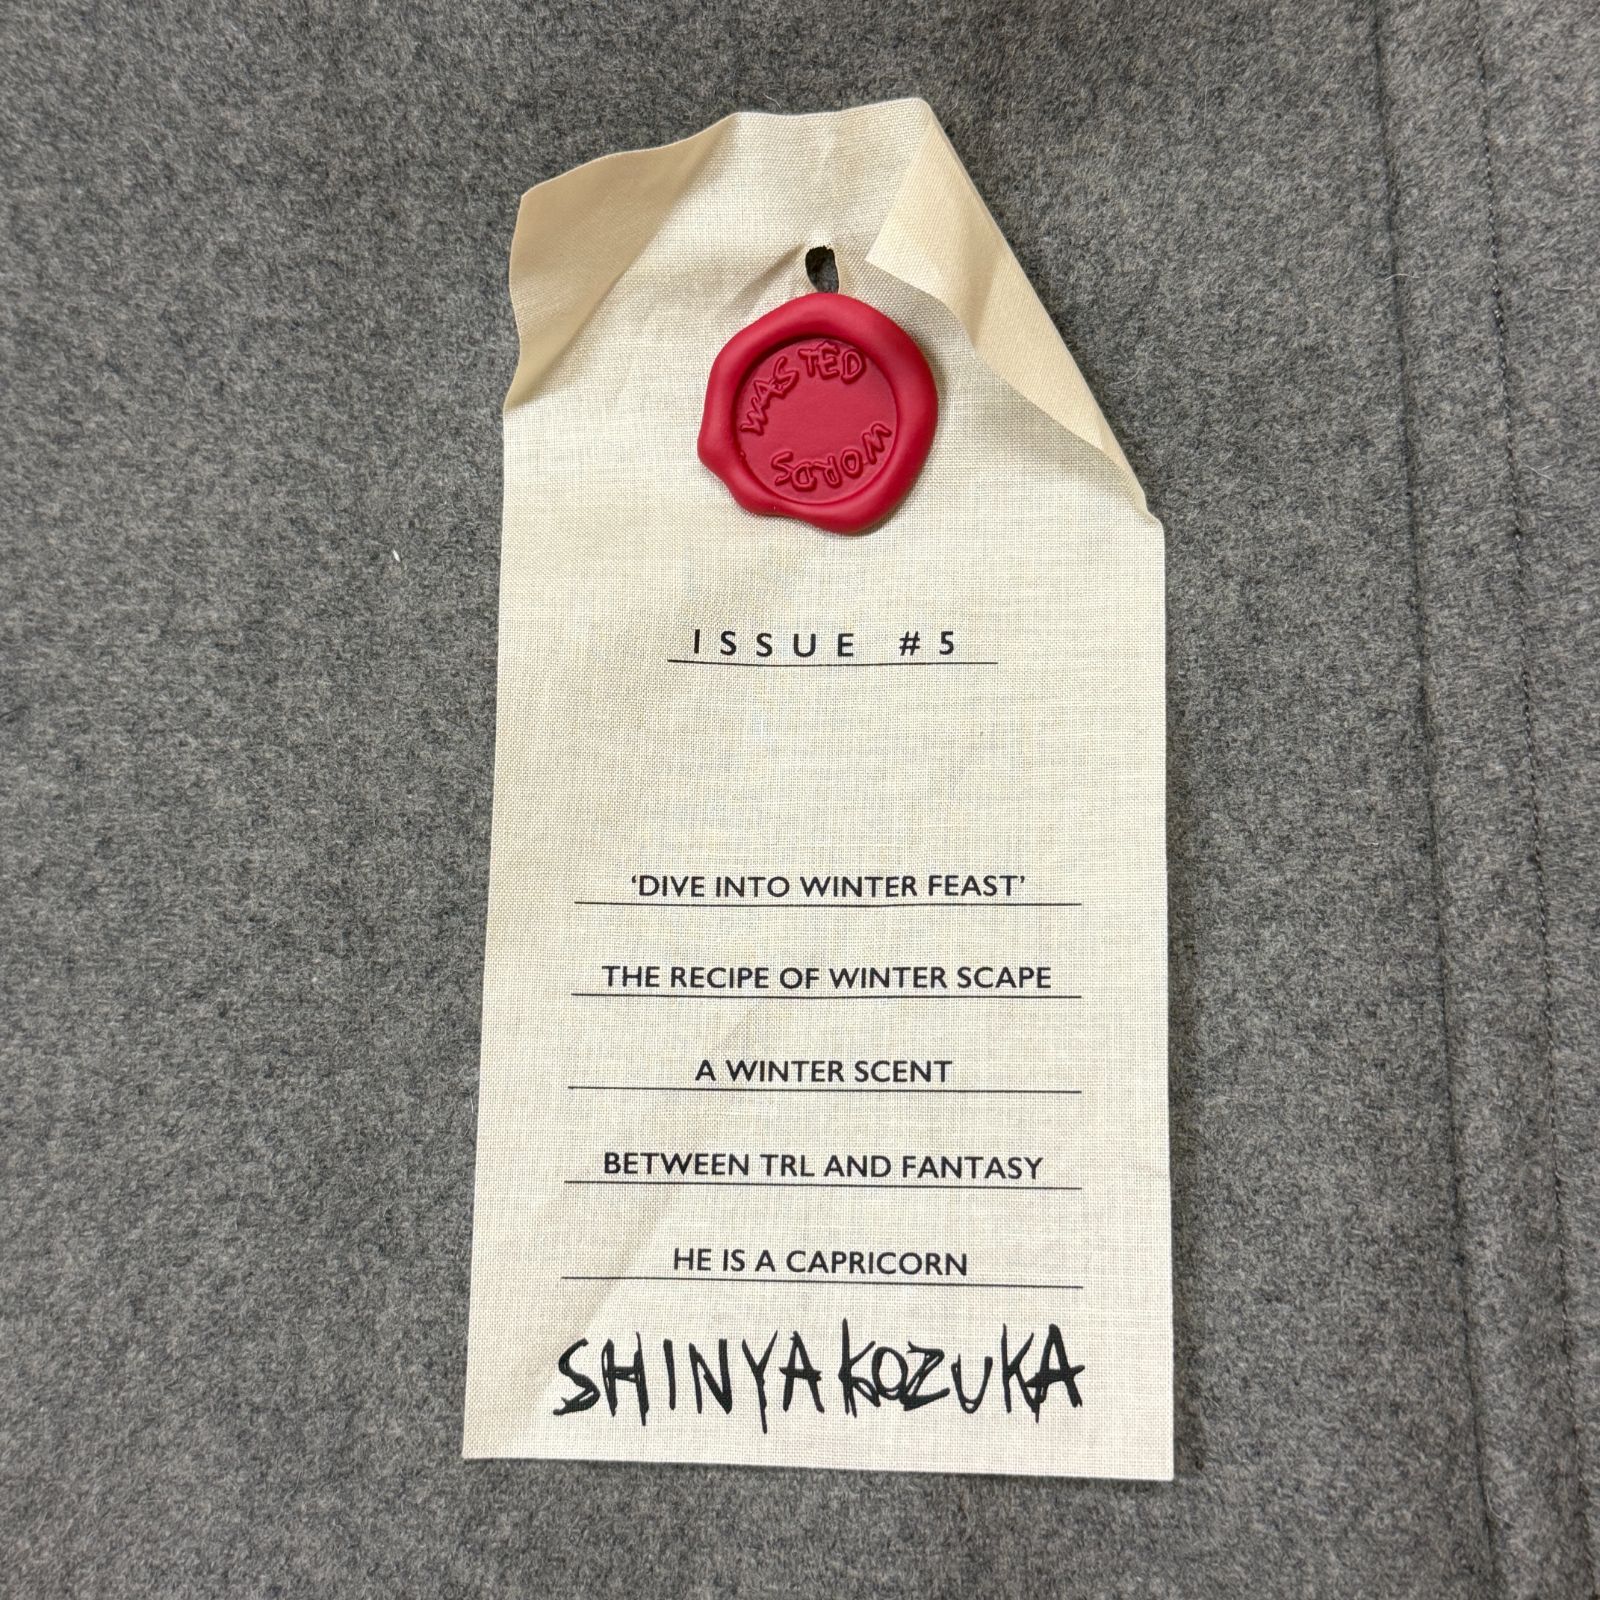 WASTED
WORDS
ISSUE #5
‘DIVE INTO WINTER FEAST’
THE RECIPE OF WINTER SCAPE
A WINTER SCENT
BETWEEN TRL AND FANTASY
HE IS A CAPRICORN
SHINYAKOZUKA